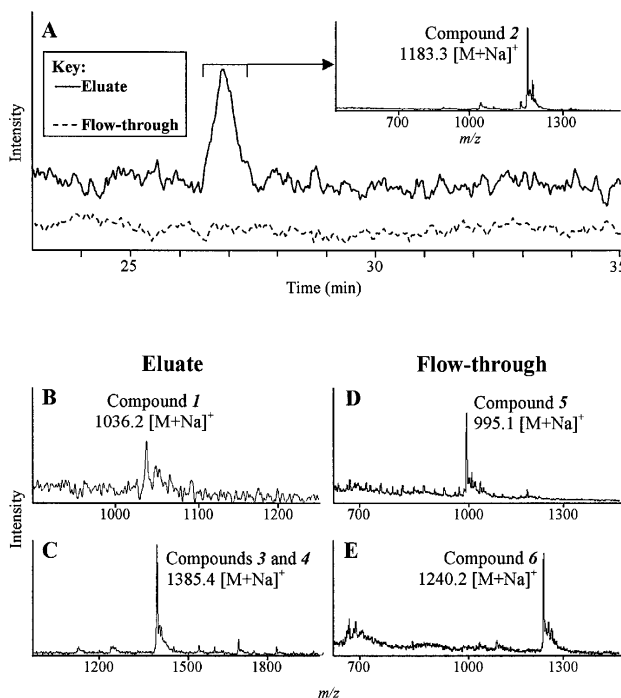 A
Key:
Eluate
Flow-through
Compound 2
1183.3 [M+Na]+
700 1000 1300
m/z
Intensity
25 30 35
Time (min)
Eluate
Flow-through
B
Compound 1
1036.2 [M+Na]+
1000 1100 1200
D
Compound 5
995.1 [M+Na]+
700 1000 1300
Intensity
C
Compounds 3 and 4
1385.4 [M+Na]+
1200 1500 1800
E
Compound 6
1240.2 [M+Na]+
700 1000 1300
m/z